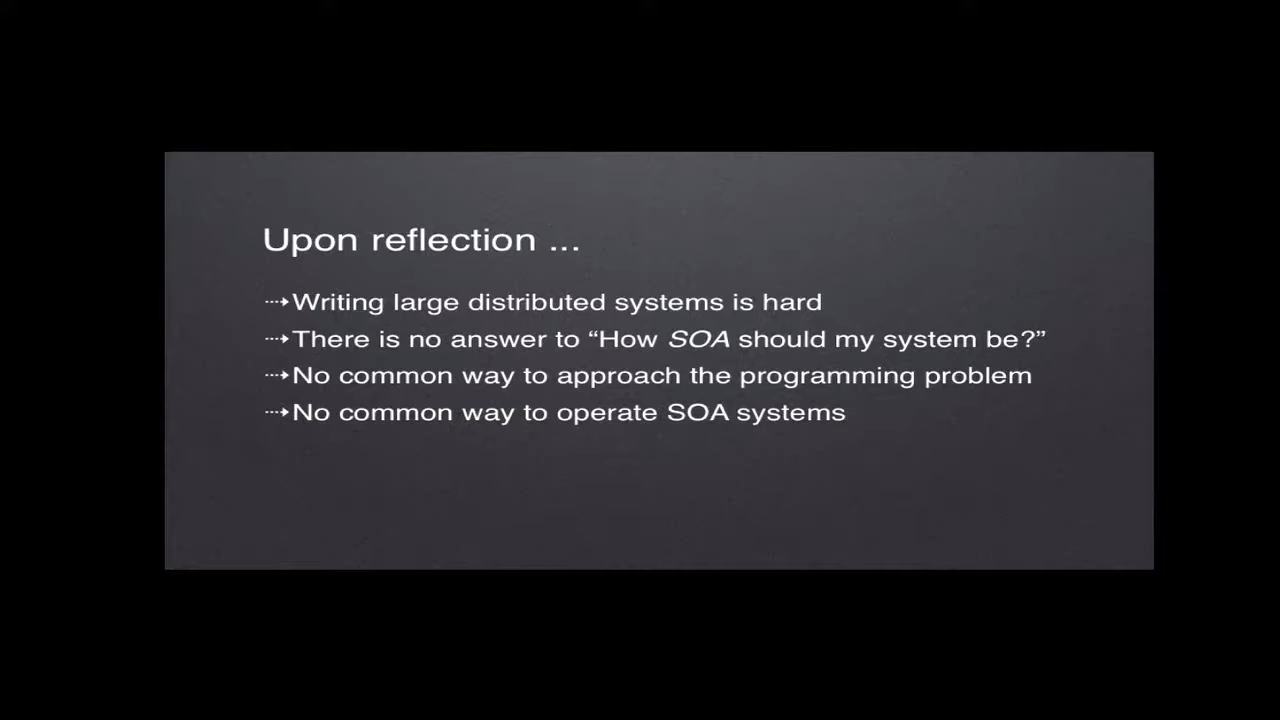 Upon reflection ...
⇢Writing large distributed systems is hard
⇢There is no answer to “How SOA should my system be?”
⇢No common way to approach the programming problem
⇢No common way to operate SOA systems